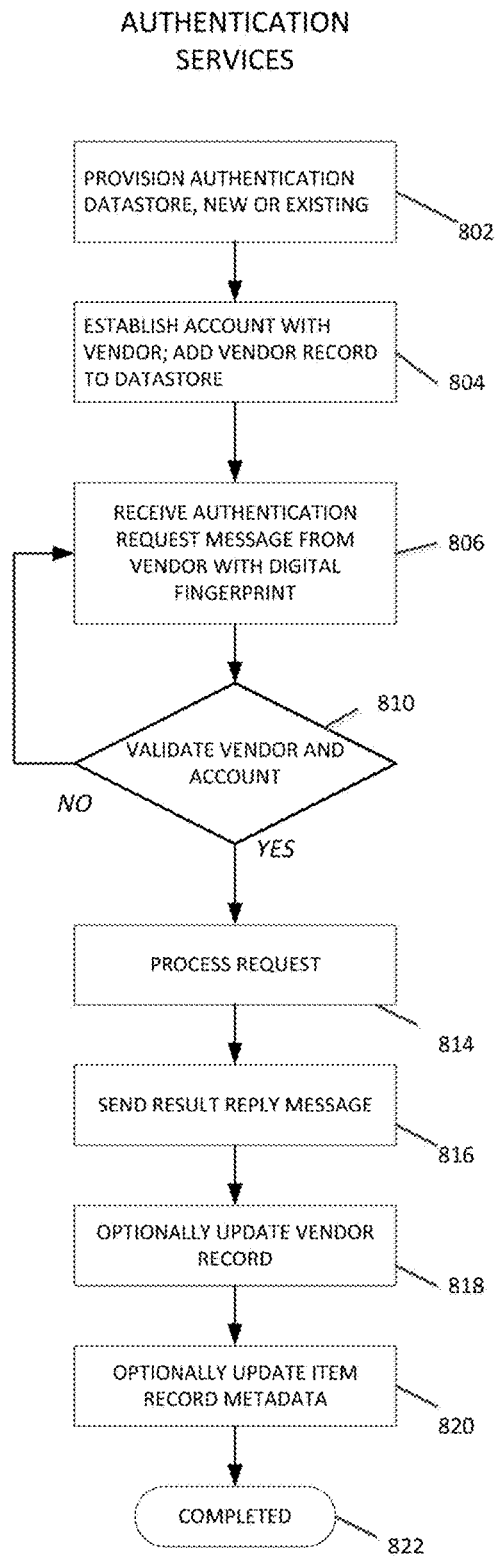 AUTHENTICATION
SERVICES
PROVISION AUTHENTICATION
DATASTORE, NEW OR EXISTING
802
ESTABLISH ACCOUNT WITH
VENDOR; ADD VENDOR RECORD
TO DATASTORE
804
RECEIVE AUTHENTICATION
REQUEST MESSAGE FROM
VENDOR WITH DIGITAL
FINGERPRINT
806
810
VALIDATE VENDOR AND
ACCOUNT
NO
YES
PROCESS REQUEST
814
SEND RESULT REPLY MESSAGE
816
OPTIONALLY UPDATE VENDOR
RECORD
818
OPTIONALLY UPDATE ITEM
RECORD METADATA
820
COMPLETED
822